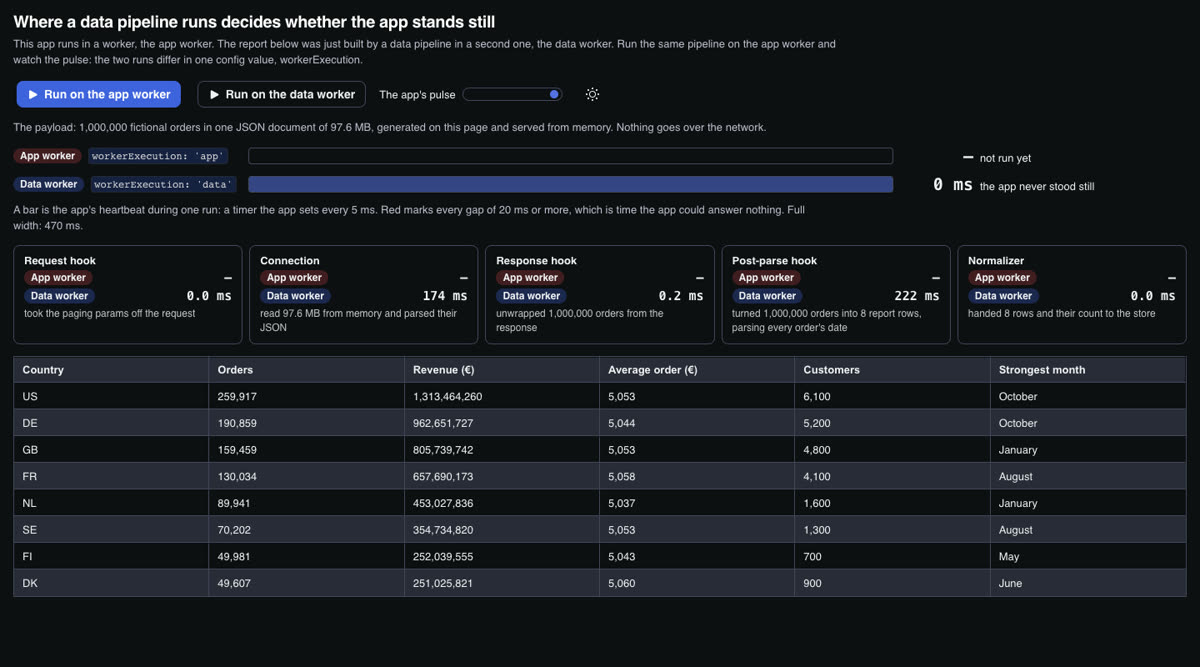 Where a data pipeline runs decides whether the app stands still
This app runs in a worker, the app worker. The report below was just built by a data pipeline in a second one, the data worker. Run the same pipeline on the app worker and
watch the pulse: the two runs differ in one config value, workerExecution.
Run on the app worker
Run on the data worker
The app's pulse
The payload: 1,000,000 fictional orders in one JSON document of 97.6 MB, generated on this page and served from memory. Nothing goes over the network.
App worker workerExecution: 'app' — not run yet
Data worker workerExecution: 'data' 0 ms the app never stood still
A bar is the app's heartbeat during one run: a timer the app sets every 5 ms. Red marks every gap of 20 ms or more, which is time the app could answer nothing. Full
width: 470 ms.
Request hook
App worker —
Data worker 0.0 ms
took the paging params off the request
Connection
App worker —
Data worker 174 ms
read 97.6 MB from memory and parsed their
JSON
Response hook
App worker —
Data worker 0.2 ms
unwrapped 1,000,000 orders from the
response
Post-parse hook
App worker —
Data worker 222 ms
turned 1,000,000 orders into 8 report rows,
parsing every order's date
Normalizer
App worker —
Data worker 0.0 ms
handed 8 rows and their count to the store
Country Orders Revenue (€) Average order (€) Customers Strongest month
US 259,917 1,313,464,260 5,053 6,100 October
DE 190,859 962,651,727 5,044 5,200 October
GB 159,459 805,739,742 5,053 4,800 January
FR 130,034 657,690,173 5,058 4,100 August
NL 89,941 453,027,836 5,037 1,600 January
SE 70,202 354,734,820 5,053 1,300 August
FI 49,981 252,039,555 5,043 700 May
DK 49,607 251,025,821 5,060 900 June